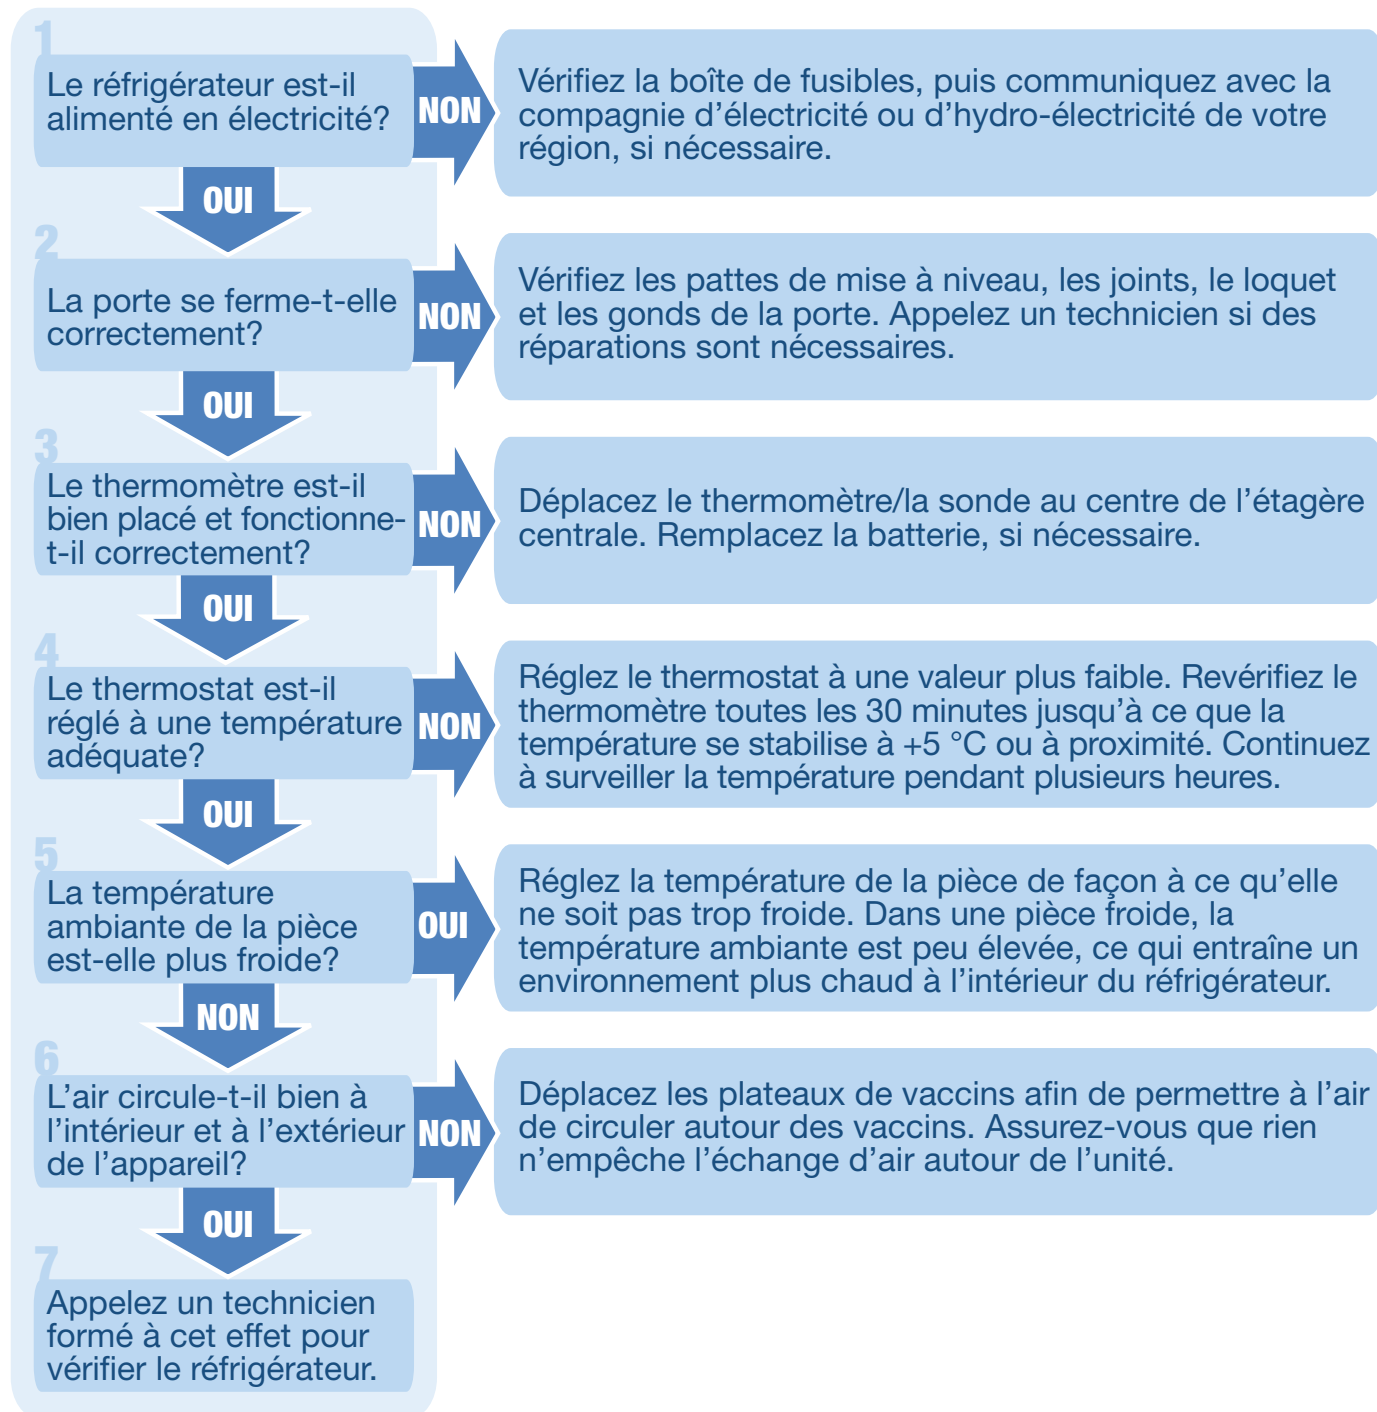 1
Le réfrigérateur est-il
alimenté en électricité?
NON
Vérifiez la boîte de fusibles, puis communiquez avec la
compagnie d’électricité ou d’hydro-électricité de votre
région, si nécessaire.
OUI
2
La porte se ferme-t-elle
correctement?
NON
Vérifiez les pattes de mise à niveau, les joints, le loquet
et les gonds de la porte. Appelez un technicien si des
réparations sont nécessaires.
OUI
3
Le thermomètre est-il
bien placé et fonctionne-
t-il correctement?
NON
Déplacez le thermomètre/la sonde au centre de l’étagère
centrale. Remplacez la batterie, si nécessaire.
OUI
4
Le thermostat est-il
réglé à une température
adéquate?
NON
Réglez le thermostat à une valeur plus faible. Revérifiez le
thermomètre toutes les 30 minutes jusqu’à ce que la
température se stabilise à +5 °C ou à proximité. Continuez
à surveiller la température pendant plusieurs heures.
OUI
5
La température
ambiante de la pièce
est-elle plus froide?
OUI
Réglez la température de la pièce de façon à ce qu’elle
ne soit pas trop froide. Dans une pièce froide, la
température ambiante est peu élevée, ce qui entraîne un
environnement plus chaud à l’intérieur du réfrigérateur.
NON
6
L’air circule-t-il bien à
l’intérieur et à l’extérieur
de l’appareil?
NON
Déplacez les plateaux de vaccins afin de permettre à l’air
de circuler autour des vaccins. Assurez-vous que rien
n’empêche l’échange d’air autour de l’unité.
OUI
7
Appelez un technicien
formé à cet effet pour
vérifier le réfrigérateur.